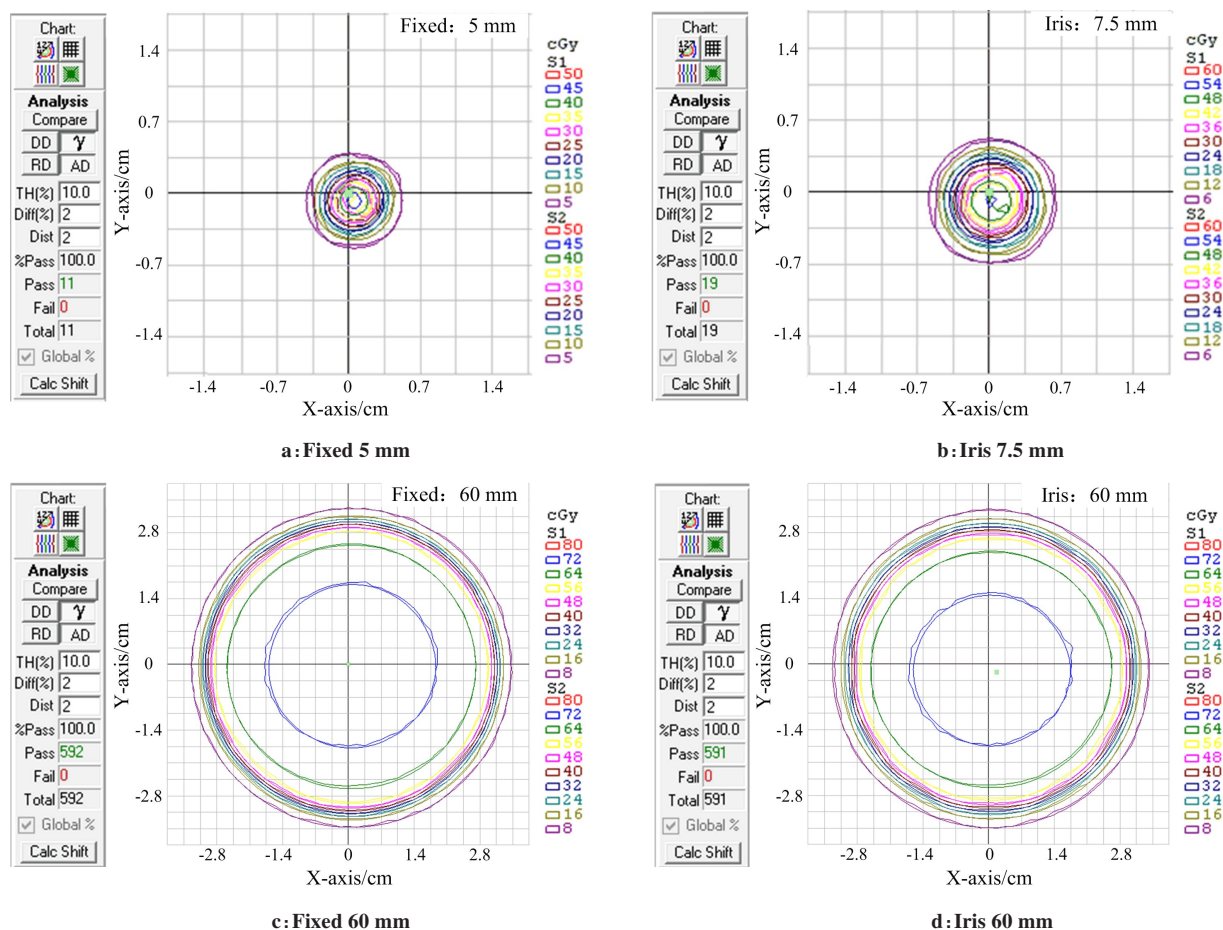 Chart:
Analysis
Compare
DD γ
RD AD
TH(%) 10.0
Diff(%) 2
Dist 2
%Pass 100.0
Pass 11
Fail 0
Total 11
Global %
Calc Shift
Fixed：5 mm
Y-axis/cm
1.4
0.7
0
-0.7
-1.4
-1.4 -0.7 0 0.7 1.4
X-axis/cm
cGy
S1
50
45
40
35
30
25
20
15
10
5
S2
50
45
40
35
30
25
20
15
10
5
a:Fixed 5 mm
Chart:
Analysis
Compare
DD γ
RD AD
TH(%) 10.0
Diff(%) 2
Dist 2
%Pass 100.0
Pass 19
Fail 0
Total 19
Global %
Calc Shift
Iris：7.5 mm
Y-axis/cm
1.4
0.7
0
-0.7
-1.4
-1.4 -0.7 0 0.7 1.4
X-axis/cm
cGy
S1
60
54
48
42
36
30
24
18
12
6
S2
60
54
48
42
36
30
24
18
12
6
b:Iris 7.5 mm
Chart:
Analysis
Compare
DD γ
RD AD
TH(%) 10.0
Diff(%) 2
Dist 2
%Pass 100.0
Pass 592
Fail 0
Total 592
Global %
Calc Shift
Fixed：60 mm
Y-axis/cm
2.8
1.4
0
-1.4
-2.8
-2.8 -1.4 0 1.4 2.8
X-axis/cm
cGy
S1
80
72
64
56
48
40
32
24
16
8
S2
80
72
64
56
48
40
32
24
16
8
c:Fixed 60 mm
Chart:
Analysis
Compare
DD γ
RD AD
TH(%) 10.0
Diff(%) 2
Dist 2
%Pass 100.0
Pass 591
Fail 0
Total 591
Global %
Calc Shift
Iris：60 mm
Y-axis/cm
2.8
1.4
0
-1.4
-2.8
-2.8 -1.4 0 1.4 2.8
X-axis/cm
cGy
S1
80
72
64
56
48
40
32
24
16
8
S2
80
72
64
56
48
40
32
24
16
8
d:Iris 60 mm